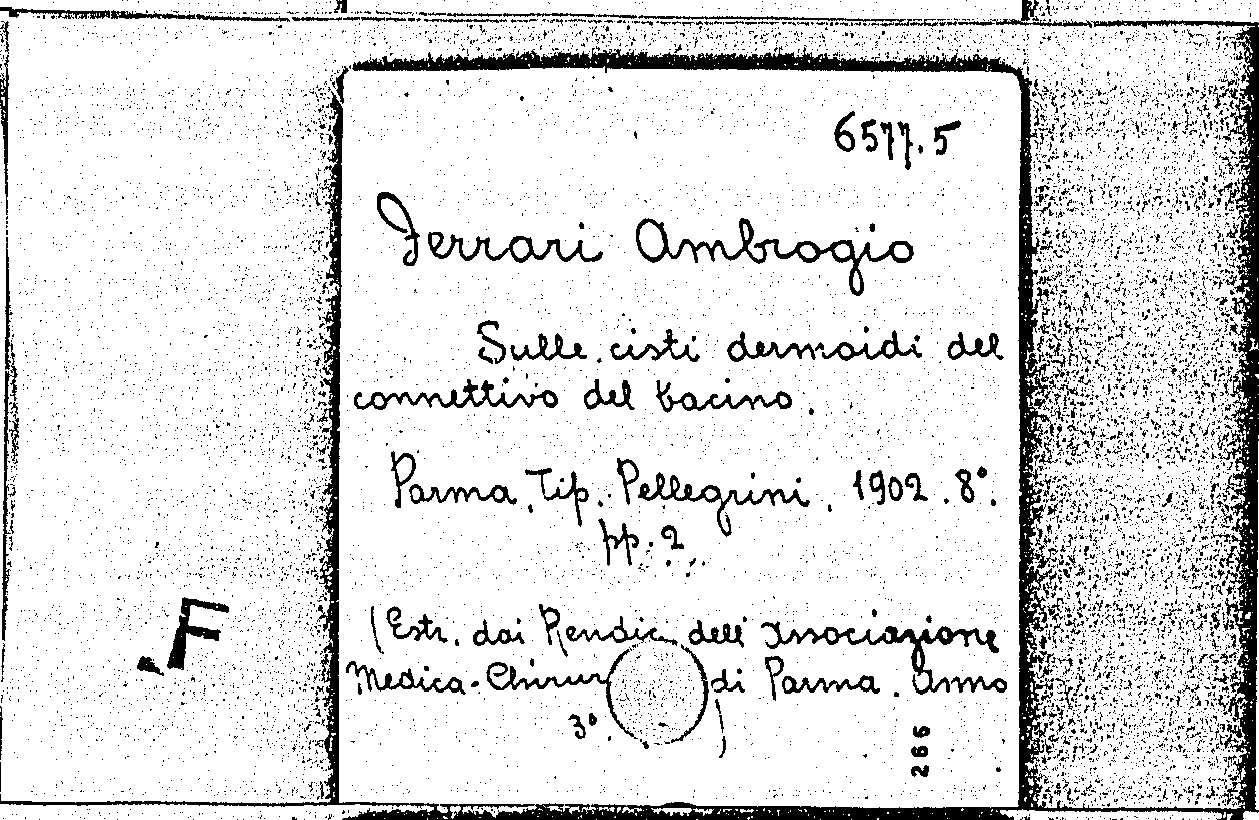 6577.5
Ferrari Ambrogio
Sulle cisti dermoidi del
connettivo del bacino.
Parma, Tip. Pellegrini. 1902. 8°.
pp. 2.
(Estr. dai Rendic. dell' Associazione
Medica-Chirur di Parma. Anno
3°. )
F
266